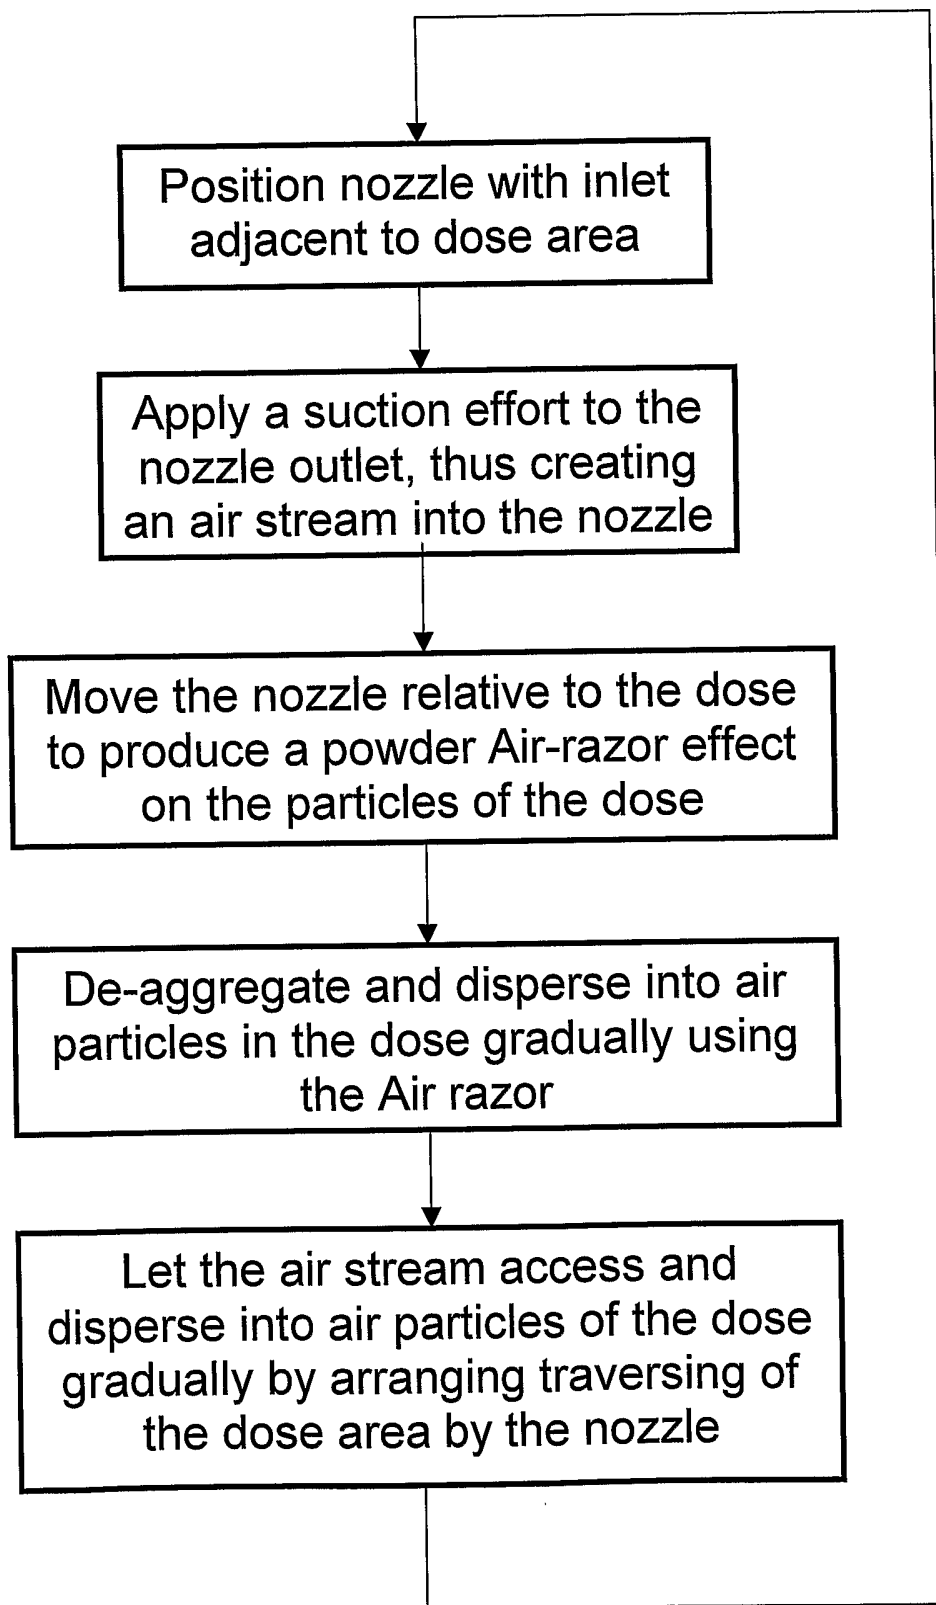 Position nozzle with inlet
adjacent to dose area
Apply a suction effort to the
nozzle outlet, thus creating
an air stream into the nozzle
Move the nozzle relative to the dose
to produce a powder Air-razor effect
on the particles of the dose
De-aggregate and disperse into air
particles in the dose gradually using
the Air razor
Let the air stream access and
disperse into air particles of the dose
gradually by arranging traversing of
the dose area by the nozzle